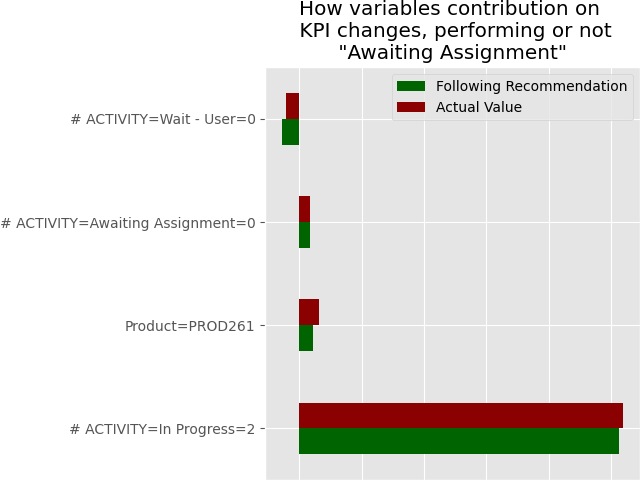 How variables contribution on
KPI changes, performing or not
"Awaiting Assignment"
Following Recommendation
Actual Value
# ACTIVITY=Wait - User=0
# ACTIVITY=Awaiting Assignment=0
Product=PROD261
# ACTIVITY=In Progress=2